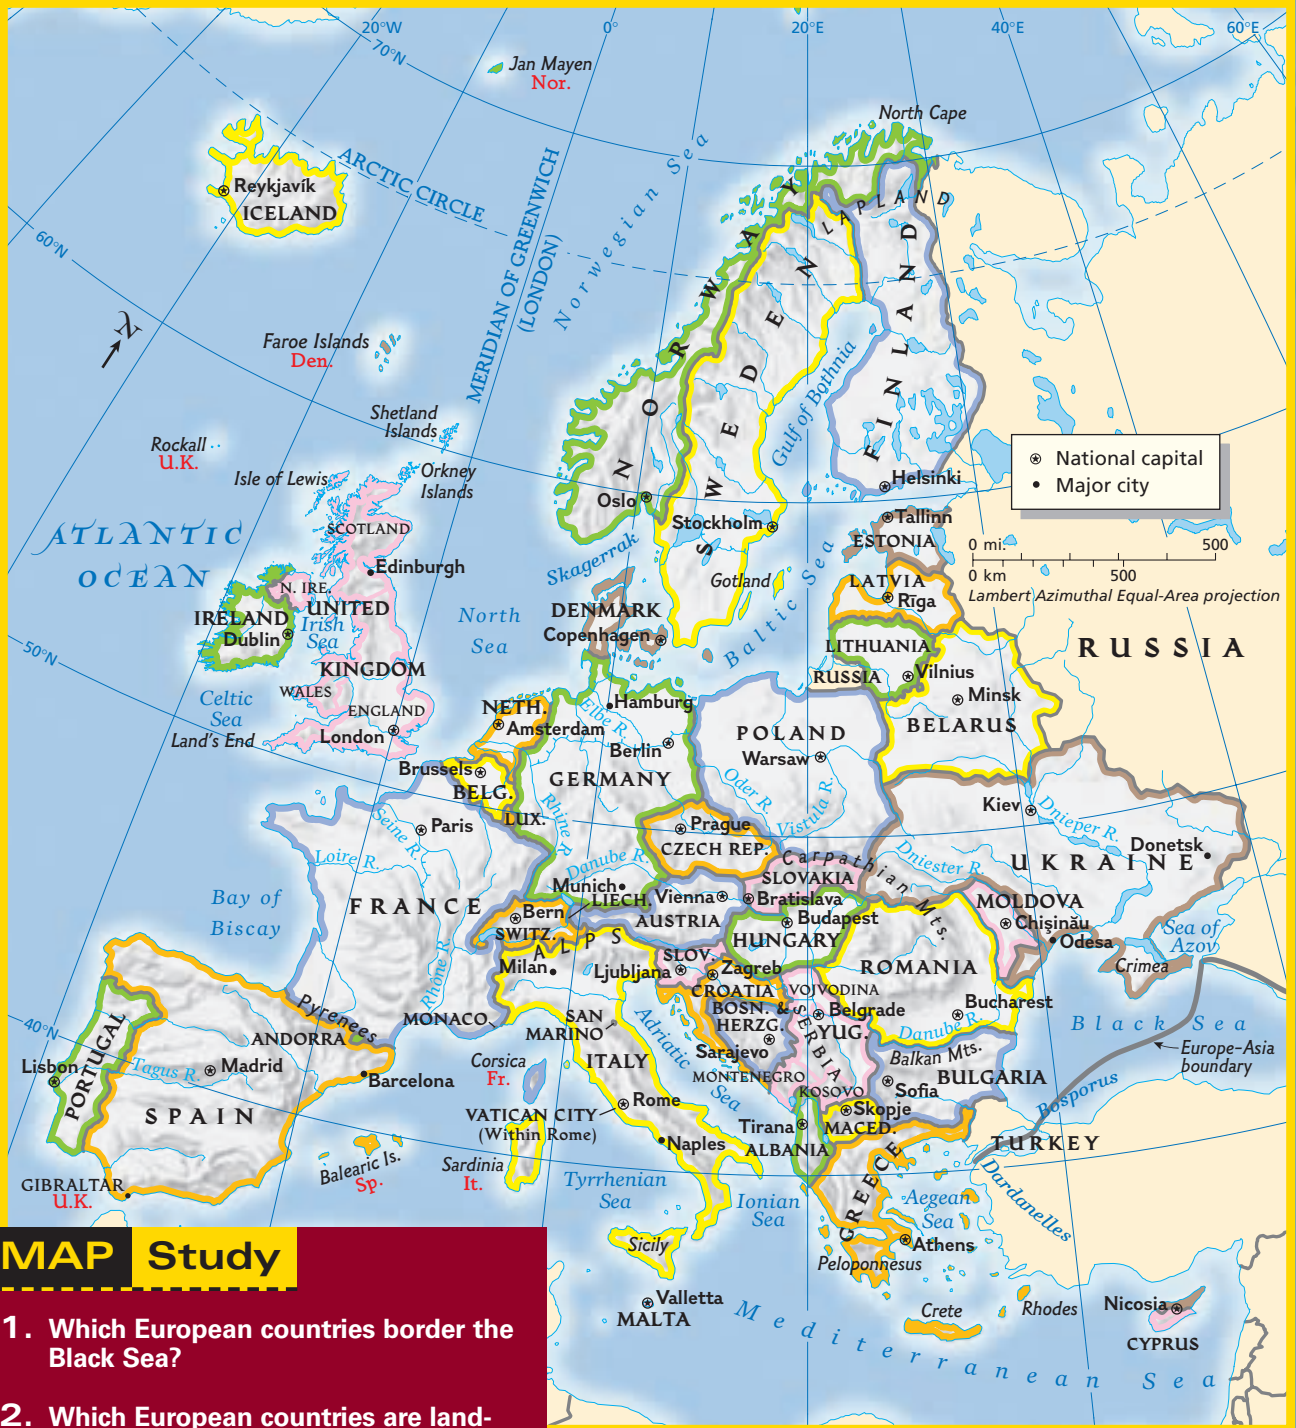 20°W
0°
20°E
40°E
60°E
70°N
Jan Mayen
Nor.
North Cape
ARCTIC CIRCLE
Reykjavík
ICELAND
60°N
MERIDIAN OF GREENWICH
(LONDON)
Norwegian Sea
LAPLAND
N
Faroe Islands
Den.
NORWAY
SWEDEN
FINLAND
Gulf of Bothnia
Shetland
Islands
Rockall
U.K.
Isle of Lewis
Orkney
Islands
National capital
Major city
Helsinki
Oslo
Stockholm
Tallinn
ESTONIA
ATLANTIC
OCEAN
SCOTLAND
Edinburgh
Skagerrak
Gotland
Baltic Sea
LATVIA
Rīga
0 mi.
500
0 km
500
Lambert Azimuthal Equal-Area projection
N. IRE.
UNITED
KINGDOM
IRELAND
Dublin
Irish
Sea
North
Sea
DENMARK
Copenhagen
LITHUANIA
RUSSIA
Vilnius
Minsk
BELARUS
RUSSIA
50°N
WALES
ENGLAND
London
Celtic
Sea
Land's End
NETH.
Amsterdam
Hamburg
Elbe R.
Berlin
POLAND
Warsaw
Brussels
BELG.
GERMANY
Oder R.
Vistula R.
Kiev
Dnieper R.
LUX.
Rhine R.
Prague
CZECH REP.
Donetsk
UKRAINE
Seine R.
Paris
Loire R.
Danube R.
Carpathian Mts.
SLOVAKIA
Dniester R.
Munich
LIECH.
Vienna
Bratislava
MOLDOVA
Chişinău
Bay of
Biscay
FRANCE
Bern
SWITZ.
AUSTRIA
Budapest
HUNGARY
Odesa
Sea of
Azov
Crimea
ALPS
Milan
SLOV.
Ljubljana
Zagreb
CROATIA
ROMANIA
Rhône R.
VOJVODINA
BOSN. &
HERZG.
Belgrade
Bucharest
Pyrenees
MONACO
SAN
MARINO
Adriatic
Sea
SERBIA
YUG.
Danube R.
Black Sea
40°N
ANDORRA
ITALY
Sarajevo
Balkan Mts.
Europe–Asia
boundary
PORTUGAL
Lisbon
Tagus R.
Madrid
Barcelona
Corsica
Fr.
MONTENEGRO
KOSOVO
Sofia
BULGARIA
Bosporus
SPAIN
VATICAN CITY
(Within Rome)
Rome
Skopje
MACED.
Tirana
ALBANIA
TURKEY
Naples
Balearic Is.
Sp.
Sardinia
It.
Tyrrhenian
Sea
Ionian
Sea
GREECE
Aegean
Sea
Dardanelles
GIBRALTAR
U.K.
Sicily
Athens
Peloponnesus
Valletta
MALTA
Crete
Rhodes
Nicosia
CYPRUS
Mediterranean Sea
MAP Study
1. Which European countries border the
Black Sea?
2. Which European countries are land-